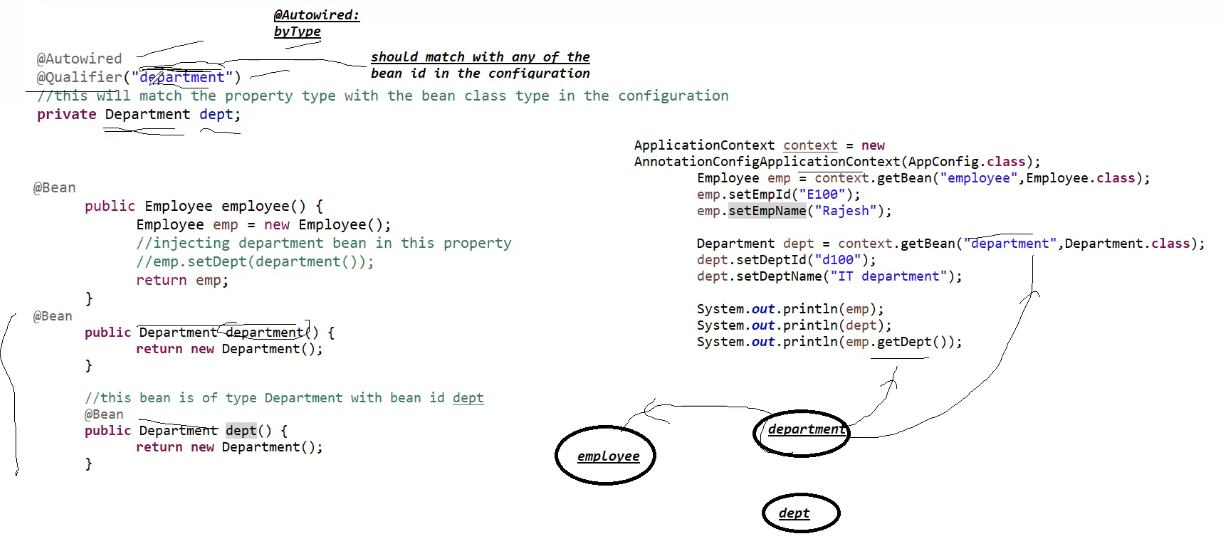 @Autowired:
byType
@Autowired
@Qualifier("department")
//this will match the property type with the bean class type in the configuration
private Department dept;
should match with any of the
bean id in the configuration
@Bean
public Employee employee() {
Employee emp = new Employee();
//injecting department bean in this property
//emp.setDept(department());
return emp;
}
@Bean
public Department department() {
return new Department();
}
//this bean is of type Department with bean id dept
@Bean
public Department dept() {
return new Department();
}
ApplicationContext context = new
AnnotationConfigApplicationContext(AppConfig.class);
Employee emp = context.getBean("employee",Employee.class);
emp.setEmpId("E100");
emp.setEmpName("Rajesh");
Department dept = context.getBean("department",Department.class);
dept.setDeptId("d100");
dept.setDeptName("IT department");
System.out.println(emp);
System.out.println(dept);
System.out.println(emp.getDept());
employee
department
dept